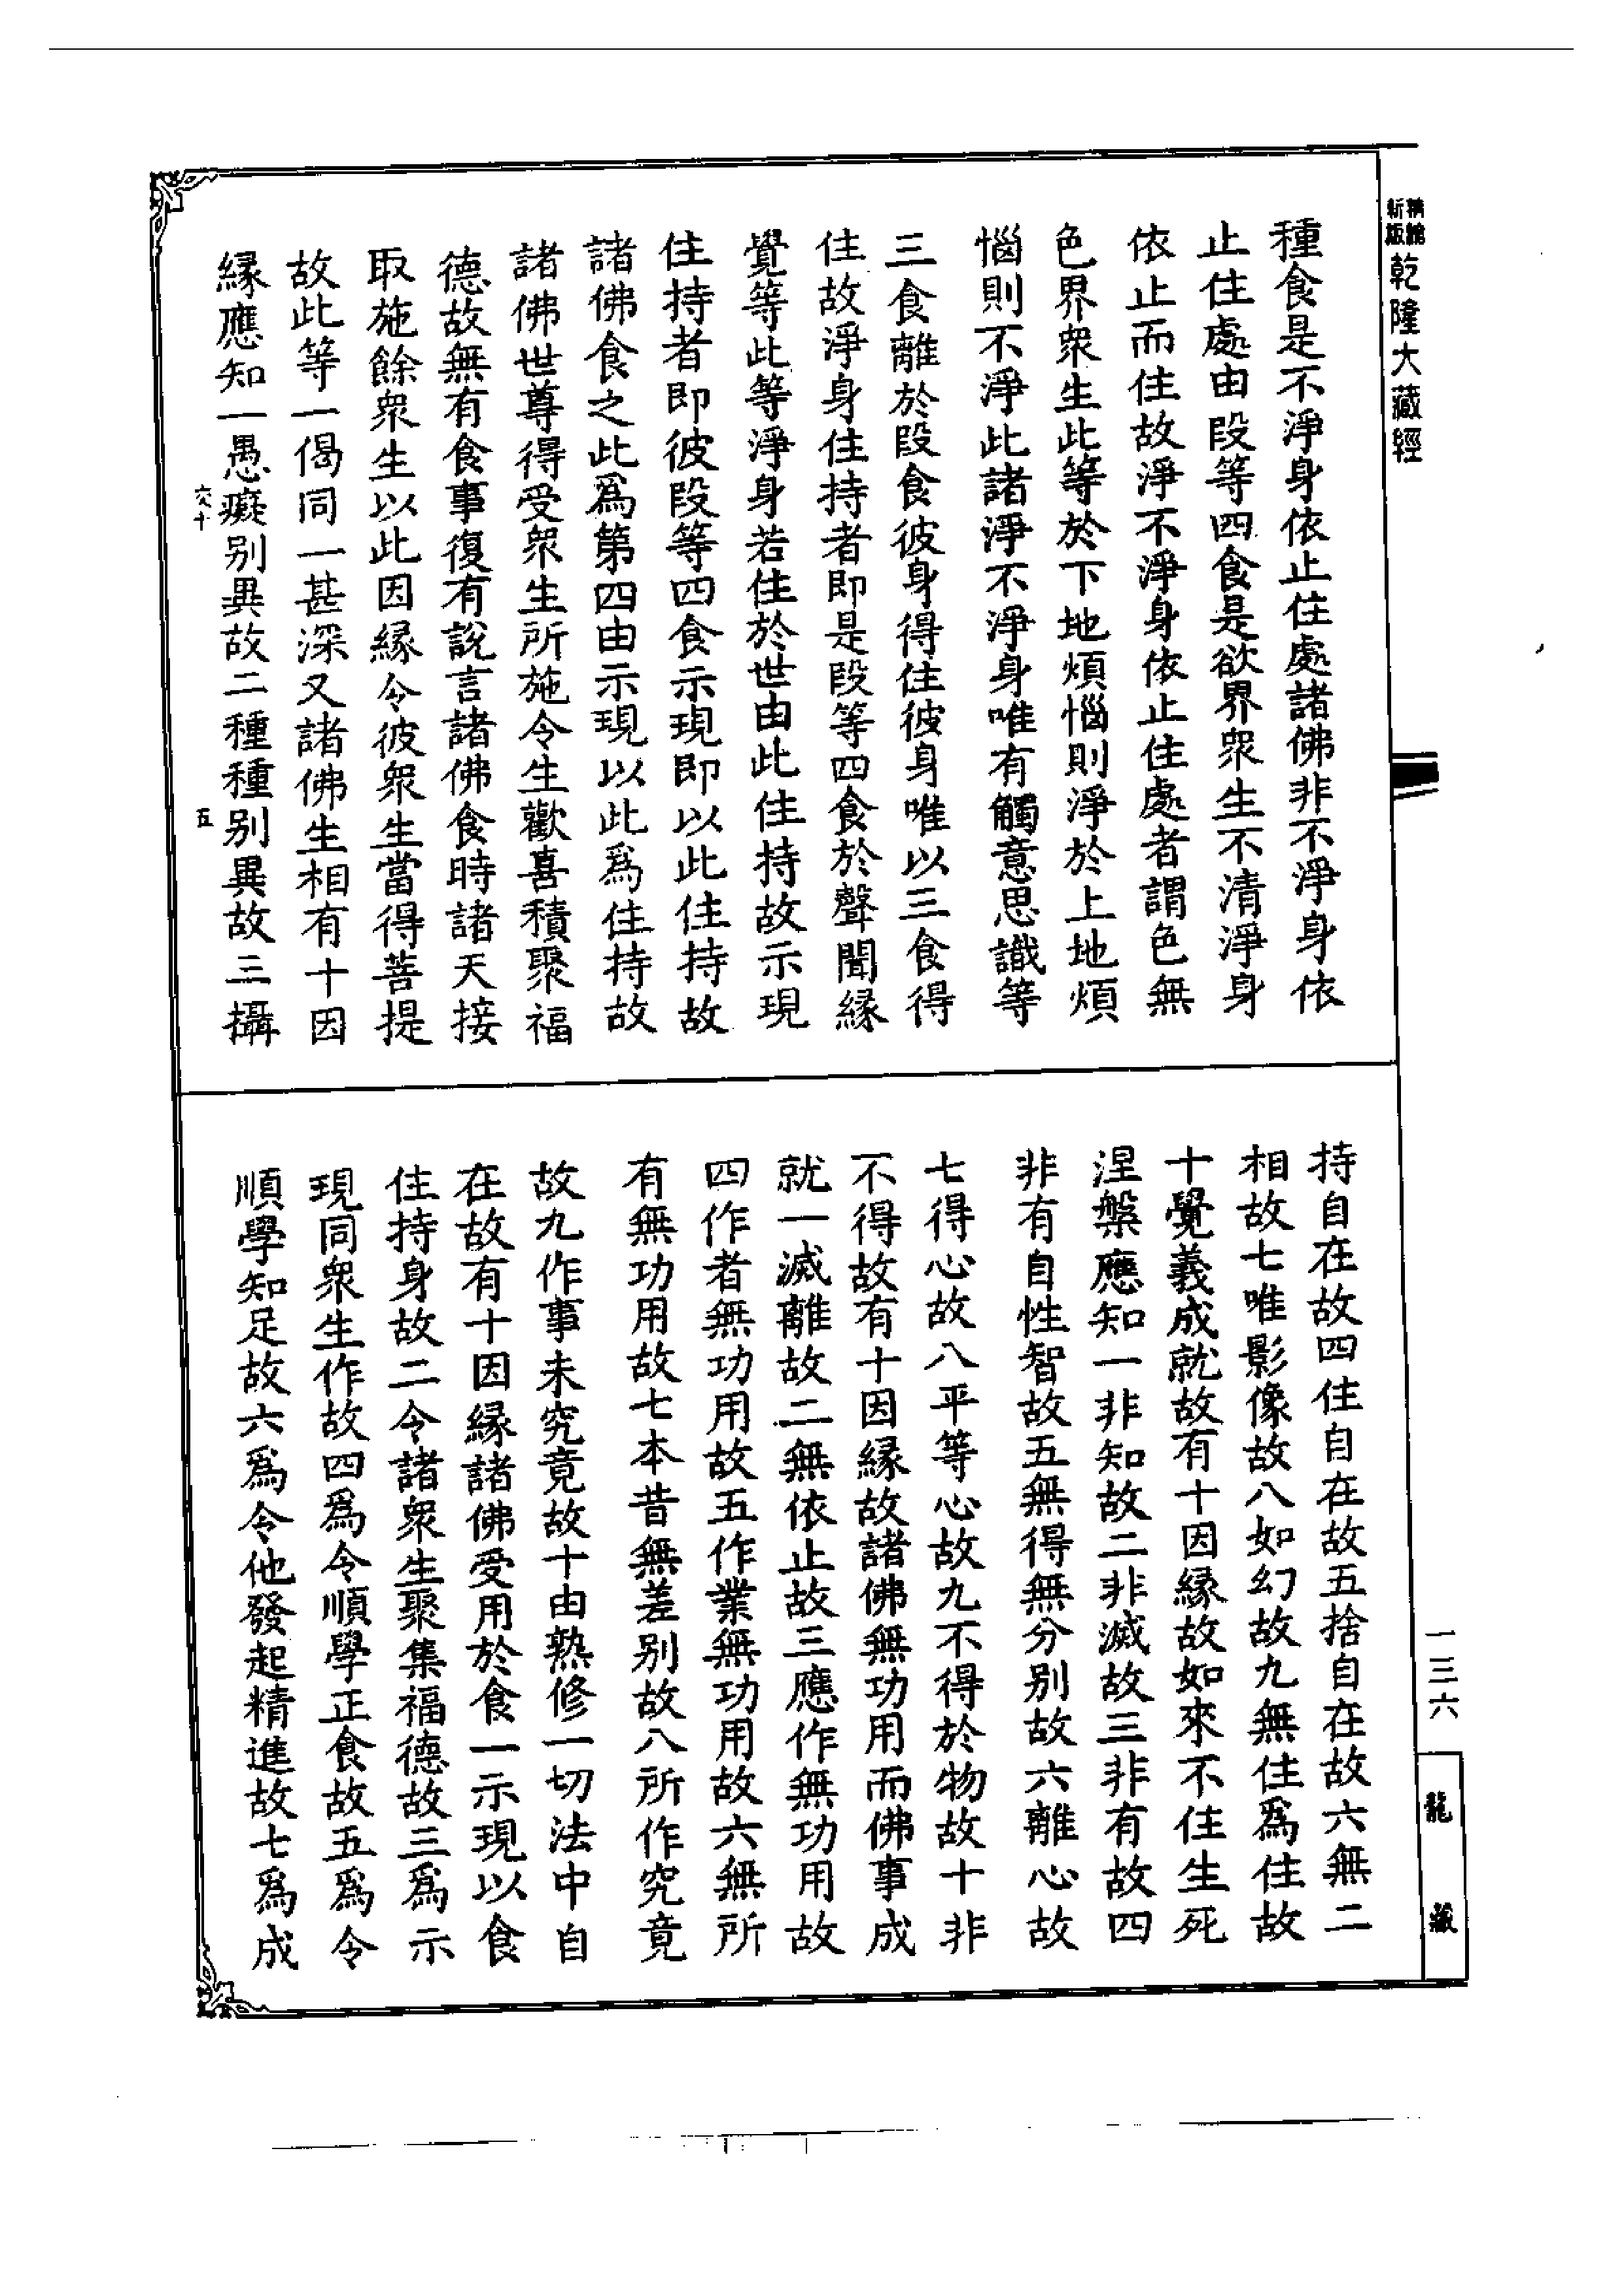 精縮新版乾隆大藏經
種食是不淨身依止住處諸佛非不淨身依
止住處由段等四食是欲界衆生不清淨身
依止而住故淨不淨身依止住處者謂色無
色界衆生此等於下地煩惱則淨於上地煩
惱則不淨此諸淨不淨身唯有觸意思識等
三食離於段食彼身得住彼身唯以三食得
住故淨身住持者即是段等四食於聲聞緣
覺等此等淨身若住於世由此住持故示現
住持者即彼段等四食示現即以此住持故
諸佛食之此爲第四由示現以此爲住持故
諸佛世尊得受衆生所施令生歡喜積聚福
德故無有食事復有說言諸佛食時諸天接
取施餘衆生以此因緣令彼衆生當得菩提
故此等一偈同一甚深又諸佛生相有十因
緣應知一愚癡别異故二種種别異故三攝
六十
五
持自在故四住自在故五捨自在故六無二
相故七唯影像故八如幻故九無住爲住故
十覺義成就故有十因緣故如來不住生死
涅槃應知一非知故二非滅故三非有故四
非有自性智故五無得無分别故六離心故
七得心故八平等心故九不得於物故十非
不得故有十因緣故諸佛無功用而佛事成
就一滅離故二無依止故三應作無功用故
四作者無功用故五作業無功用故六無所
有無功用故七本昔無差别故八所作究竟
故九作事未究竟故十由熟修一切法中自
在故有十因緣諸佛受用於食一示現以食
住持身故二令諸衆生聚集福德故三爲示
現同衆生作故四爲令順學正食故五爲令
順學知足故六爲令他發起精進故七爲成
一三六
龍藏